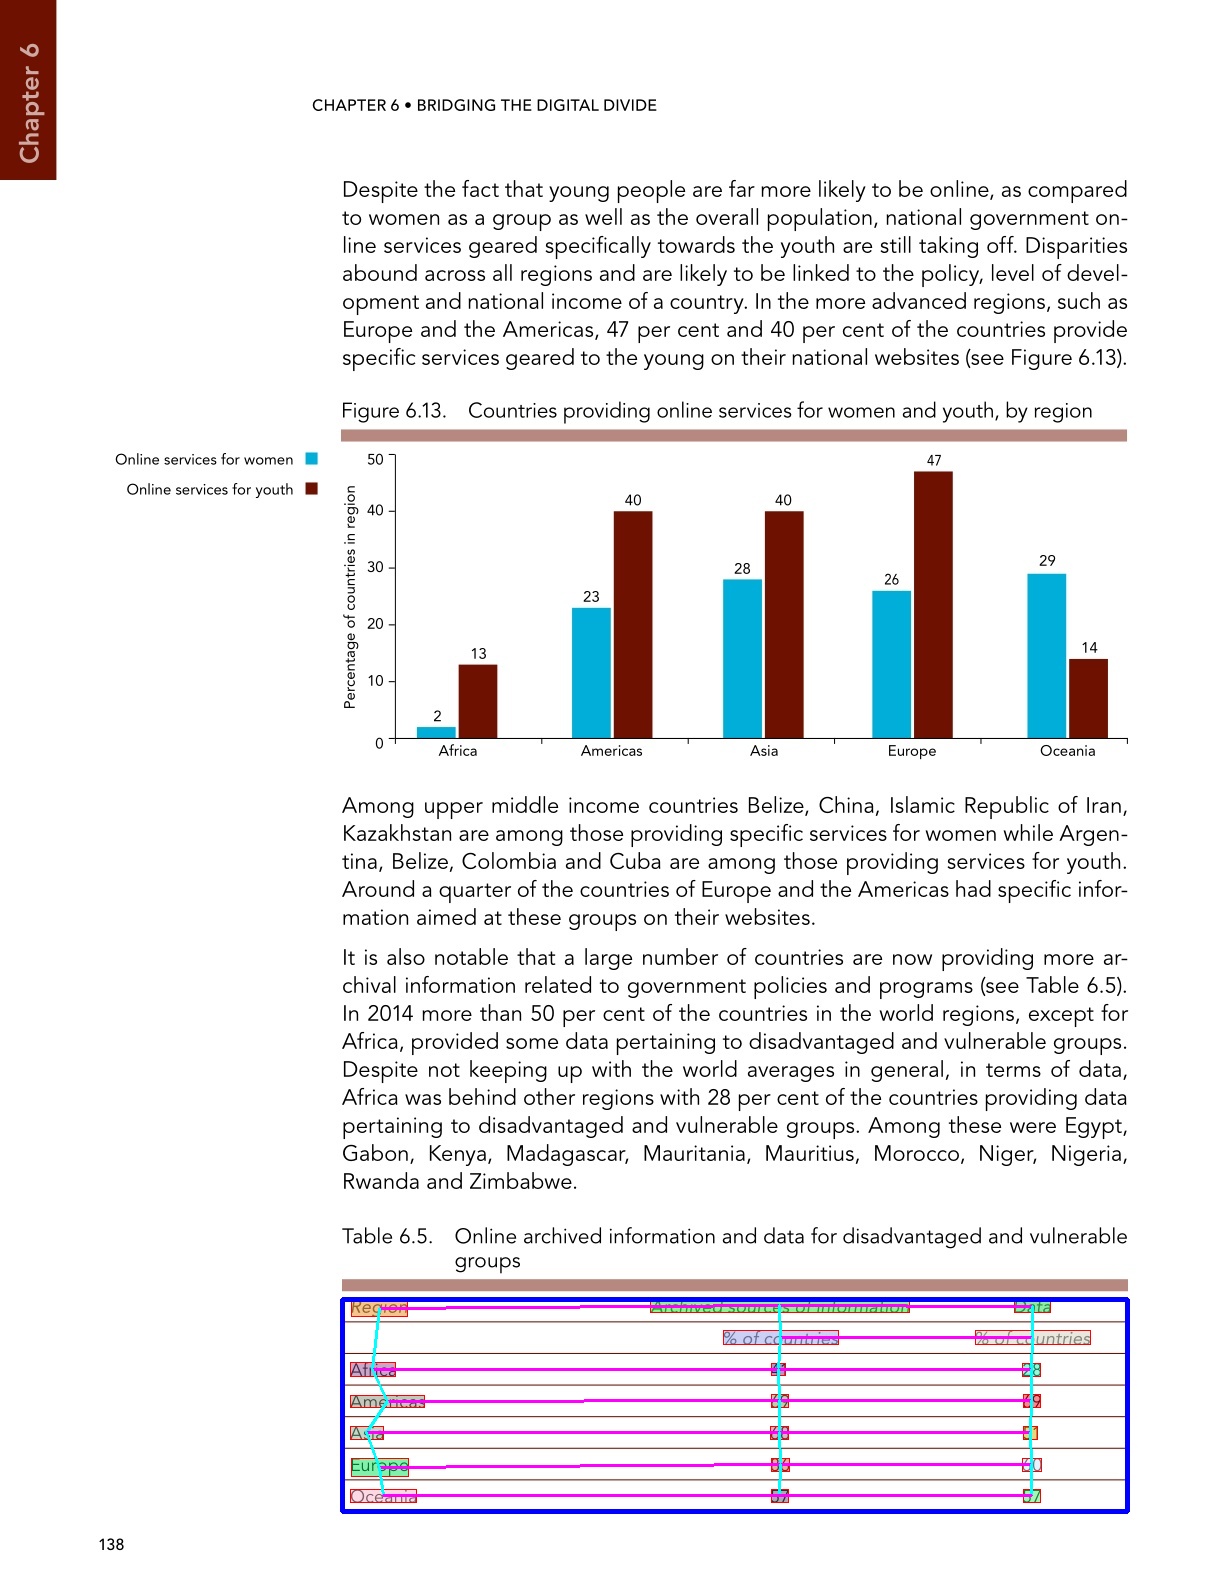 Chapter 6
CHAPTER 6 • BRIDGING THE DIGITAL DIVIDE
Despite the fact that young people are far more likely to be online, as compared
to women as a group as well as the overall population, national government on-
line services geared specifically towards the youth are still taking off. Disparities
abound across all regions and are likely to be linked to the policy, level of devel-
opment and national income of a country. In the more advanced regions, such as
Europe and the Americas, 47 per cent and 40 per cent of the countries provide
specific services geared to the young on their national websites (see Figure 6.13).
Figure 6.13. Countries providing online services for women and youth, by region
Online services for women
Online services for youth
Percentage of countries in region
50
40
30
20
10
0
2
13
23
40
28
40
26
47
29
14
Africa Americas Asia Europe Oceania
Among upper middle income countries Belize, China, Islamic Republic of Iran,
Kazakhstan are among those providing specific services for women while Argen-
tina, Belize, Colombia and Cuba are among those providing services for youth.
Around a quarter of the countries of Europe and the Americas had specific infor-
mation aimed at these groups on their websites.
It is also notable that a large number of countries are now providing more ar-
chival information related to government policies and programs (see Table 6.5).
In 2014 more than 50 per cent of the countries in the world regions, except for
Africa, provided some data pertaining to disadvantaged and vulnerable groups.
Despite not keeping up with the world averages in general, in terms of data,
Africa was behind other regions with 28 per cent of the countries providing data
pertaining to disadvantaged and vulnerable groups. Among these were Egypt,
Gabon, Kenya, Madagascar, Mauritania, Mauritius, Morocco, Niger, Nigeria,
Rwanda and Zimbabwe.
Table 6.5. Online archived information and data for disadvantaged and vulnerable
groups
Region Archived sources of information Data
% of countries % of countries
Africa 28
Americas
Asia
Europe
Oceania 57
138